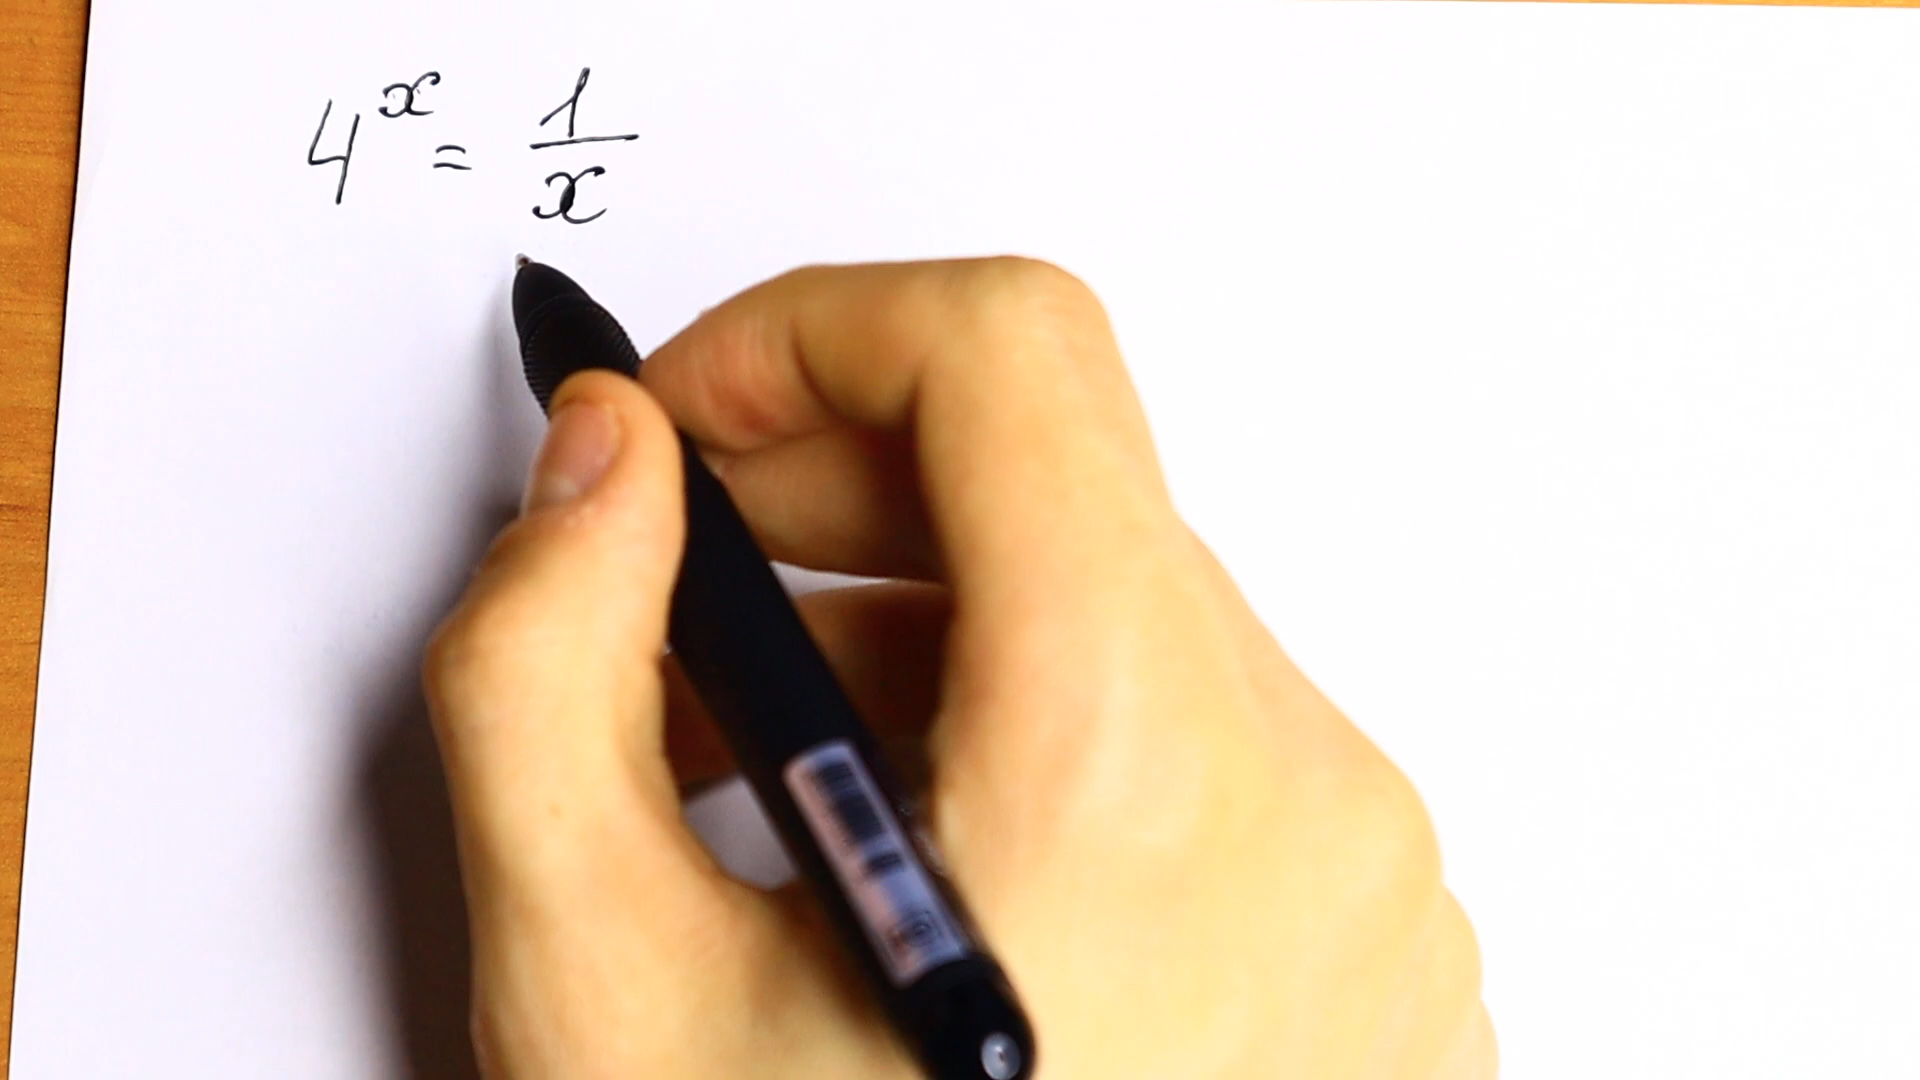 4^x = 1/x